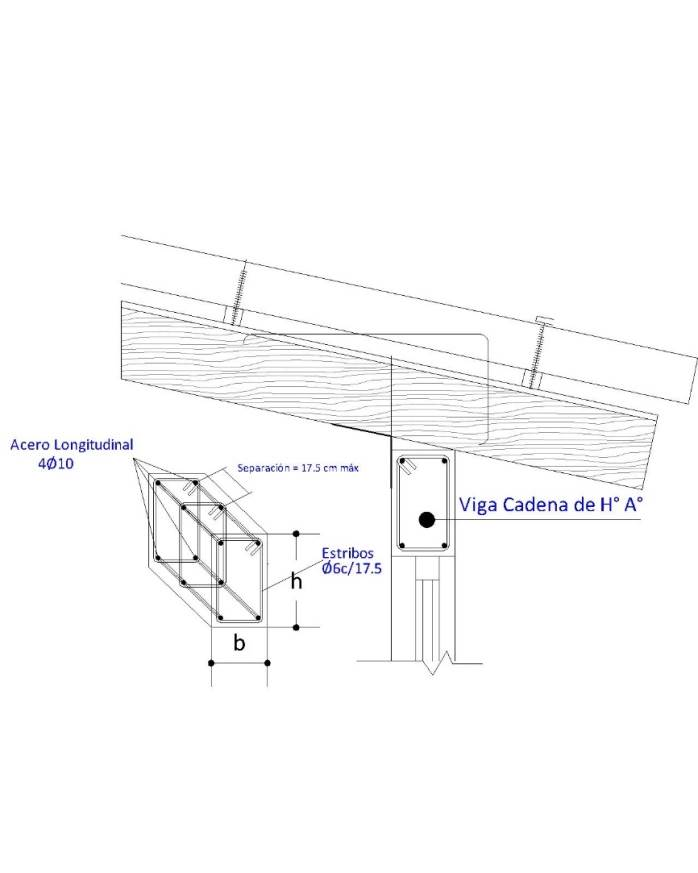 Acero Longitudinal
4Ø10
Separación = 17.5 cm máx
Viga Cadena de H° A°
Estribos
Ø6c/17.5
h
b